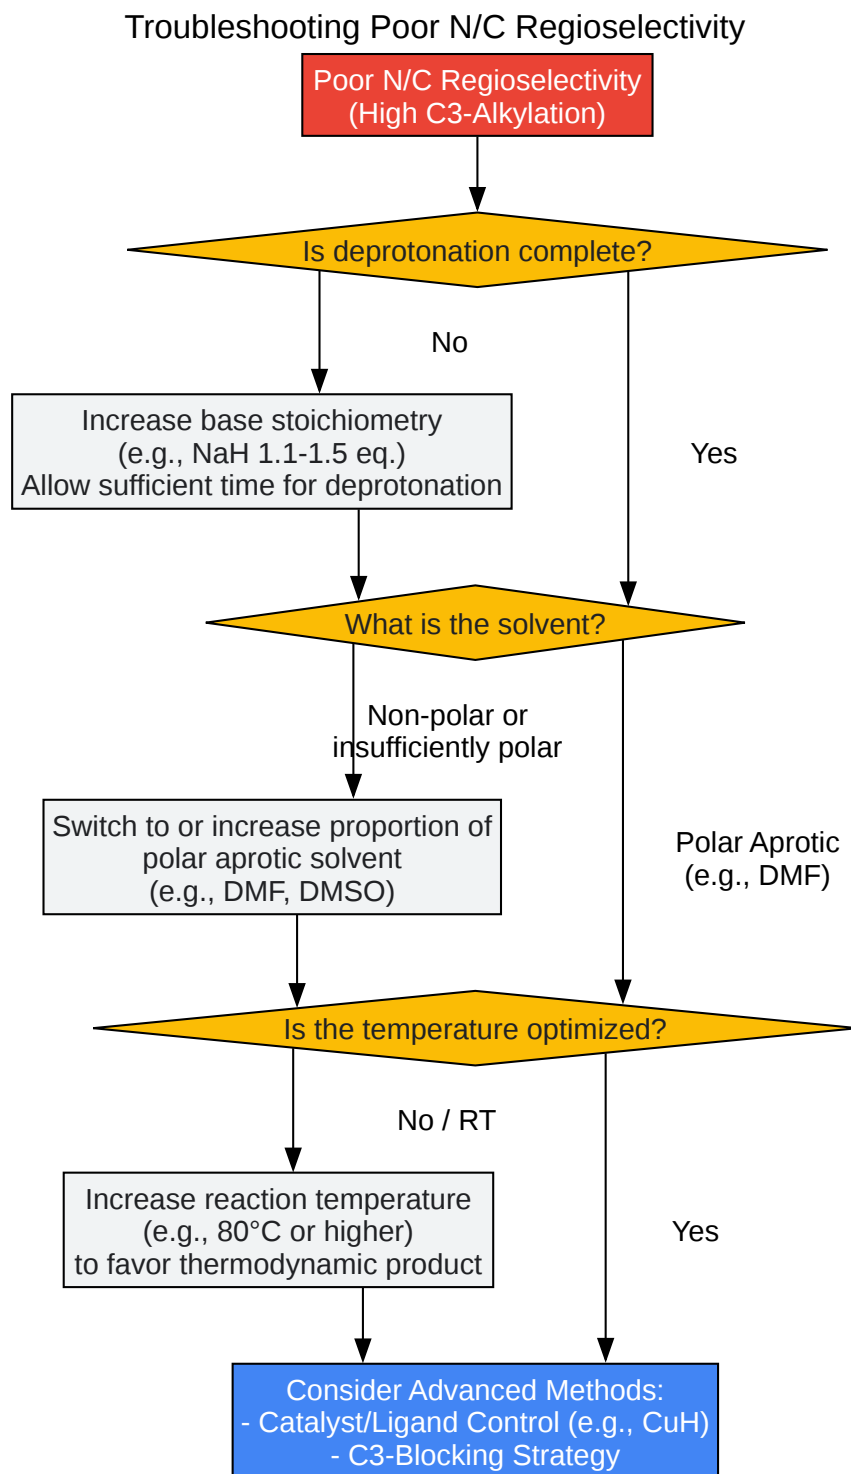 Troubleshooting Poor N/C Regioselectivity
Poor N/C Regioselectivity
(High C3-Alkylation)
Is deprotonation complete?
No
Increase base stoichiometry
(e.g., NaH 1.1-1.5 eq.)
Allow sufficient time for deprotonation
Yes
What is the solvent?
Non-polar or
insufficiently polar
Switch to or increase proportion of
polar aprotic solvent
(e.g., DMF, DMSO)
Polar Aprotic
(e.g., DMF)
Is the temperature optimized?
No / RT
Increase reaction temperature
(e.g., 80°C or higher)
to favor thermodynamic product
Yes
Consider Advanced Methods:
- Catalyst/Ligand Control (e.g., CuH)
- C3-Blocking Strategy